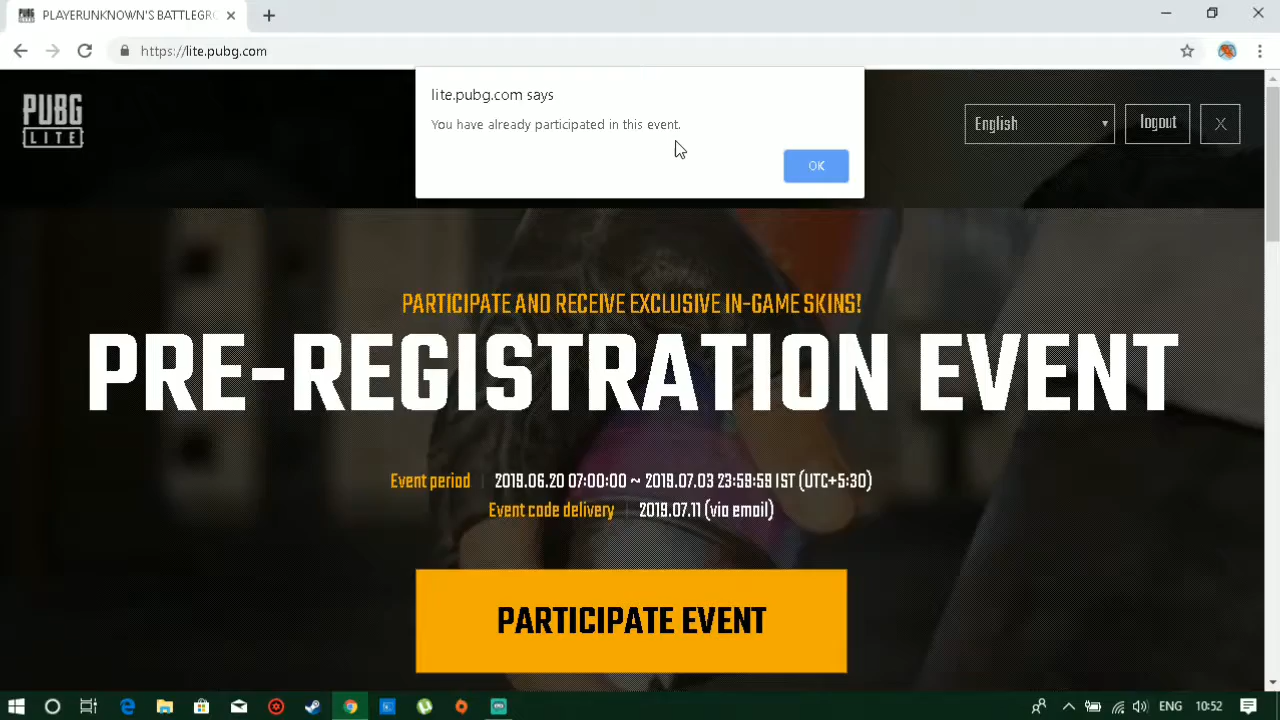 PLAYERUNKNOWN'S BATTLEGRO
https://lite.pubg.com
lite.pubg.com says
You have already participated in this event.
OK
PUBG
LITE
English
logout
X
PARTICIPATE AND RECEIVE EXCLUSIVE IN-GAME SKINS!
PRE-REGISTRATION EVENT
Event period | 2019.06.20 07:00:00 ~ 2019.07.03 23:59:59 IST (UTC+5:30)
Event code delivery | 2019.07.11 (via email)
PARTICIPATE EVENT
ENG
10:52